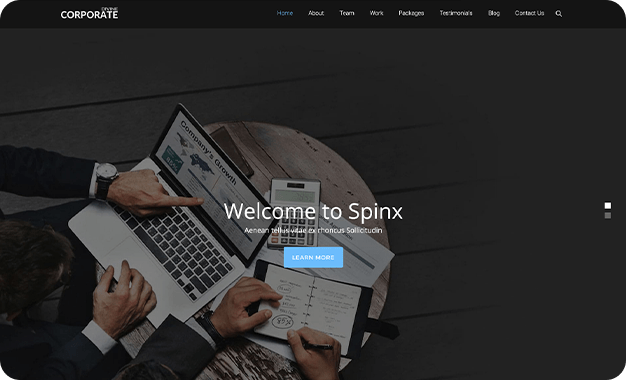 DIVINE
CORPORATE
Home About Team Work Packages Testimonials Blog Contact Us
Company's Growth
Welcome to Spinx
Aenean tellus vitae ex rhoncus Sollicitudin
LEARN MORE